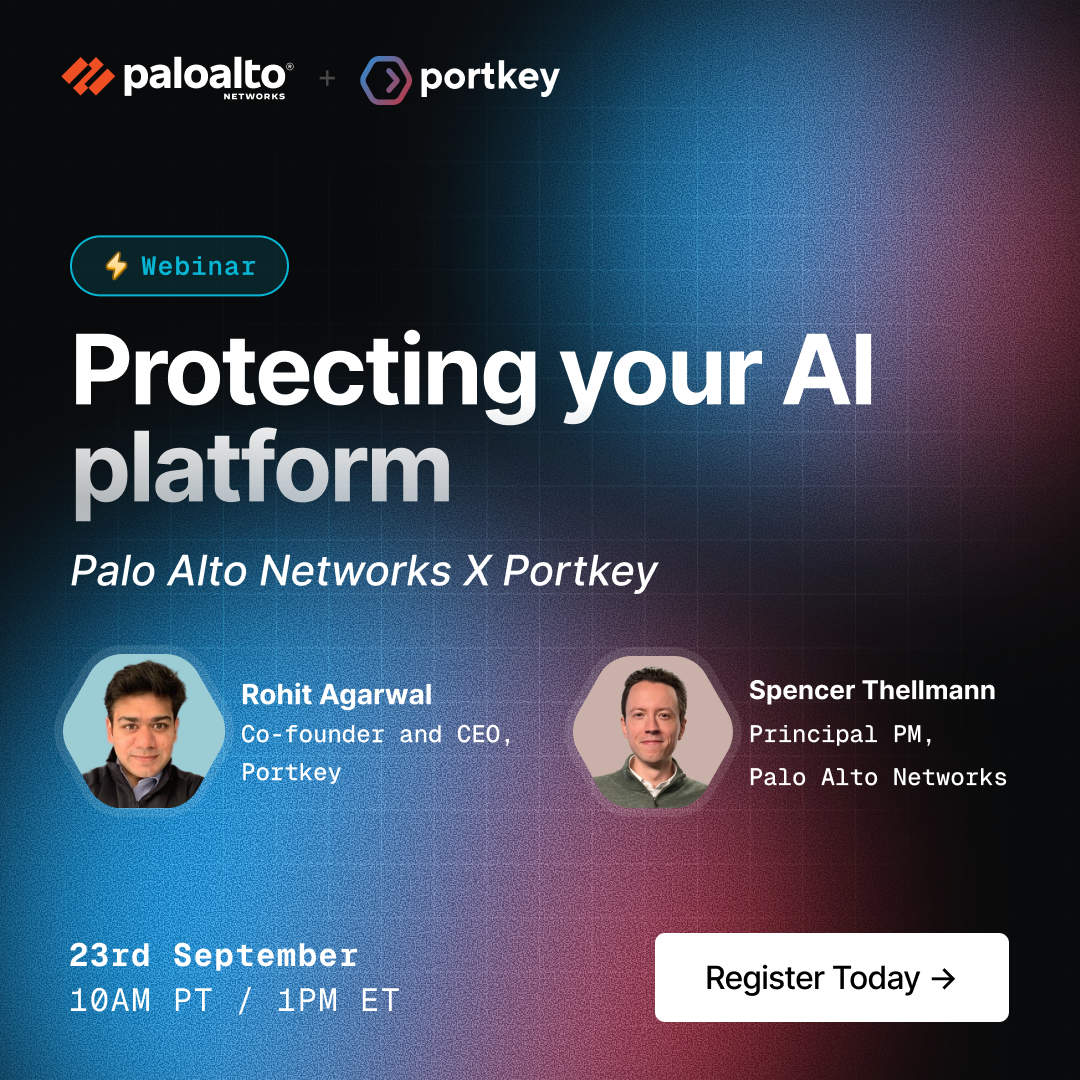 paloalto®
NETWORKS
+
portkey
⚡ Webinar
Protecting your AI
platform
Palo Alto Networks X Portkey
Rohit Agarwal
Co-founder and CEO,
Portkey
Spencer Thellmann
Principal PM,
Palo Alto Networks
23rd September
10AM PT / 1PM ET
Register Today →